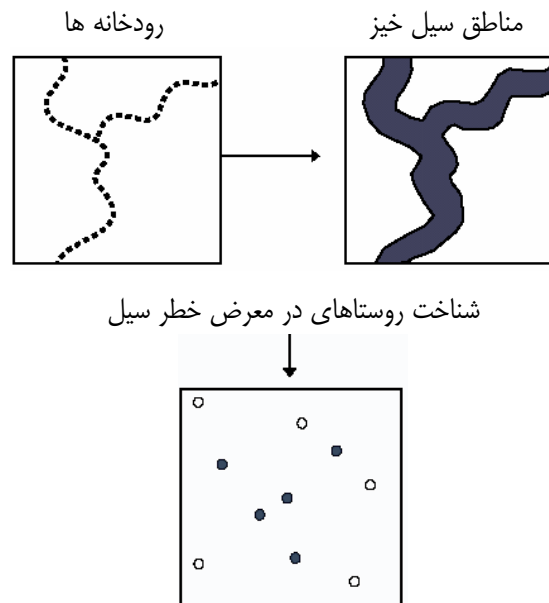 رودخانه ها
مناطق سیل خیز
شناخت روستاهای در معرض خطر سیل